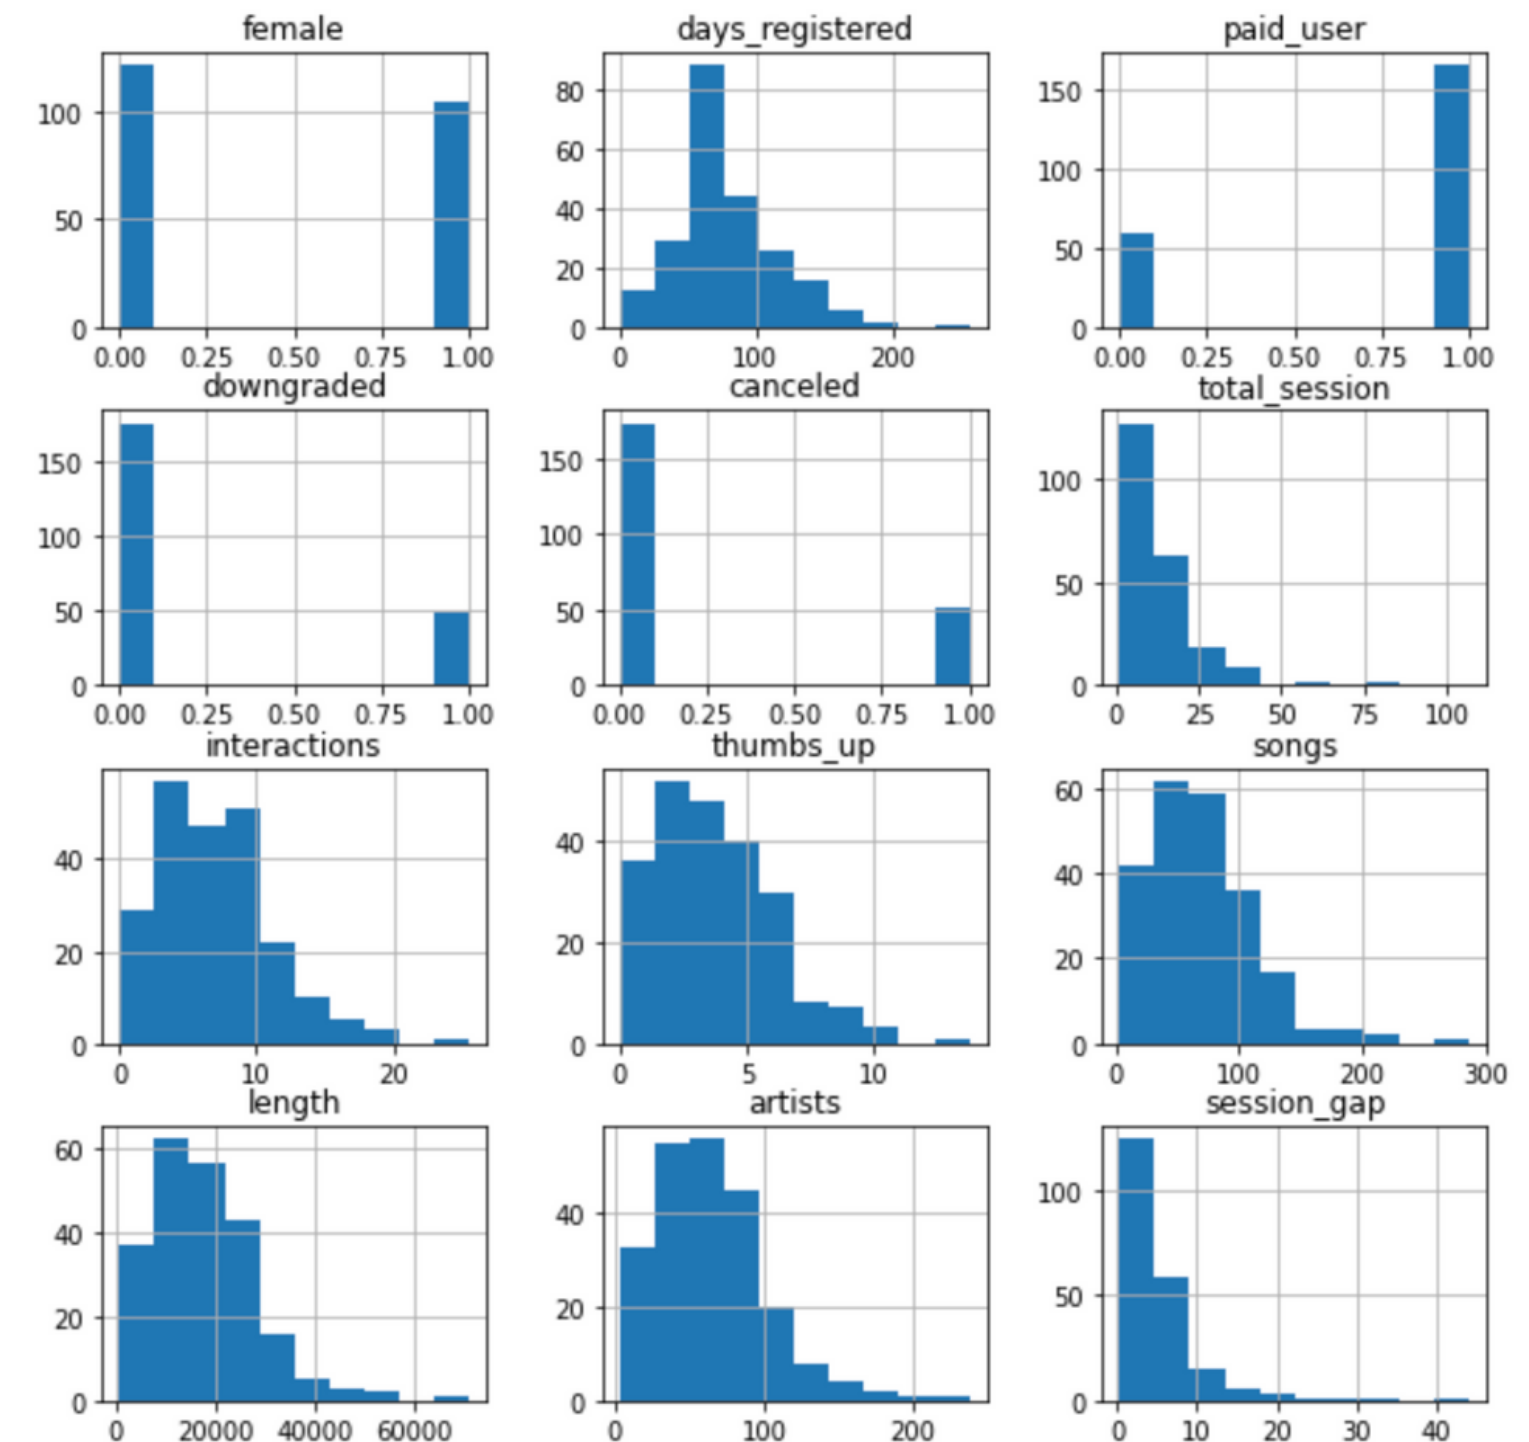 female days_registered paid_user
100 80 150
50 60 100
0 40 50
20 0
0
0.00 0.25 0.50 0.75 1.00 0 100 200 0.00 0.25 0.50 0.75 1.00
downgraded canceled total_session
150 150 100
100 100 50
50 50 0
0 0
0.00 0.25 0.50 0.75 1.00 0.00 0.25 0.50 0.75 1.00 0 25 50 75 100
interactions thumbs_up songs
40 40 60
20 20 40
0 0 20
0
0 10 20 0 5 10 0 100 200 300
length artists session_gap
60 40 100
40 20 50
20 0 0
0
0 20000 40000 60000 0 100 200 0 10 20 30 40